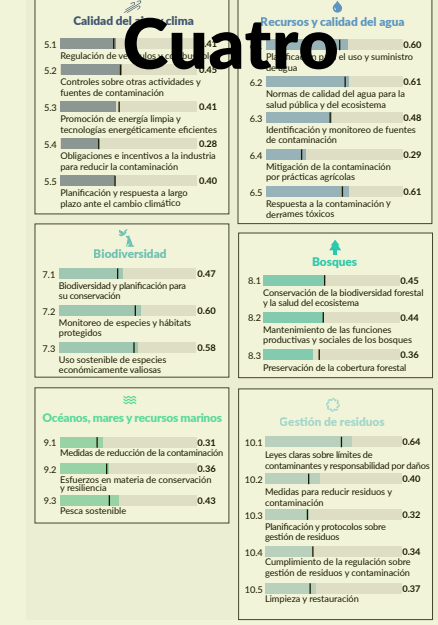 Cuatro
Calidad del aire y clima
5.1 0.41
Regulación de vehículos y combustibles
5.2 0.45
Controles sobre otras actividades y
fuentes de contaminación
5.3 0.41
Promoción de energía limpia y
tecnologías energéticamente eficientes
5.4 0.28
Obligaciones e incentivos a la industria
para reducir la contaminación
5.5 0.40
Planificación y respuesta a largo
plazo ante el cambio climático
Recursos y calidad del agua
0.60
Planificación para el uso y suministro
de agua
6.2 0.61
Normas de calidad del agua para la
salud pública y del ecosistema
6.3 0.48
Identificación y monitoreo de fuentes
de contaminación
6.4 0.29
Mitigación de la contaminación
por prácticas agrícolas
6.5 0.61
Respuesta a la contaminación y
derrames tóxicos
Biodiversidad
7.1 0.47
Biodiversidad y planificación para
su conservación
7.2 0.60
Monitoreo de especies y hábitats
protegidos
7.3 0.58
Uso sostenible de especies
económicamente valiosas
Bosques
8.1 0.45
Conservación de la biodiversidad forestal
y la salud del ecosistema
8.2 0.44
Mantenimiento de las funciones
productivas y sociales de los bosques
8.3 0.36
Preservación de la cobertura forestal
Océanos, mares y recursos marinos
9.1 0.31
Medidas de reducción de la contaminación
9.2 0.36
Esfuerzos en materia de conservación
y resiliencia
9.3 0.43
Pesca sostenible
Gestión de residuos
10.1 0.64
Leyes claras sobre límites de
contaminantes y responsabilidad por daños
10.2 0.40
Medidas para reducir residuos y
contaminación
10.3 0.32
Planificación y protocolos sobre
gestión de residuos
10.4 0.34
Cumplimiento de la regulación sobre
gestión de residuos y contaminación
10.5 0.37
Limpieza y restauración